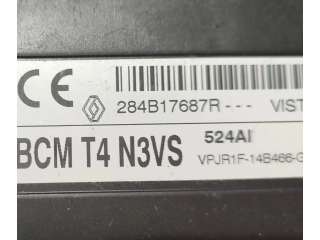 CE 284B17687R--- VIST
BCM T4 N3VS 524AI
VPJR1F-14B466-G